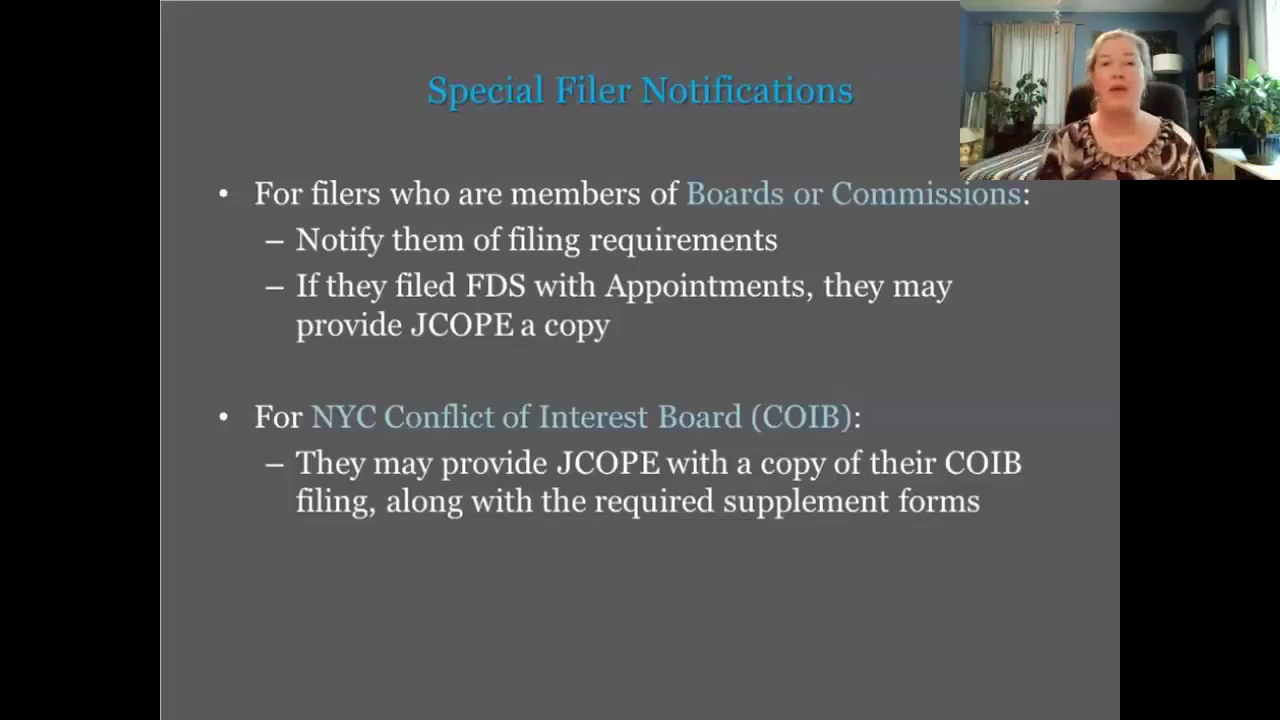 Special Filer Notifications
• For filers who are members of Boards or Commissions:
– Notify them of filing requirements
– If they filed FDS with Appointments, they may
provide JCOPE a copy
• For NYC Conflict of Interest Board (COIB):
– They may provide JCOPE with a copy of their COIB
filing, along with the required supplement forms